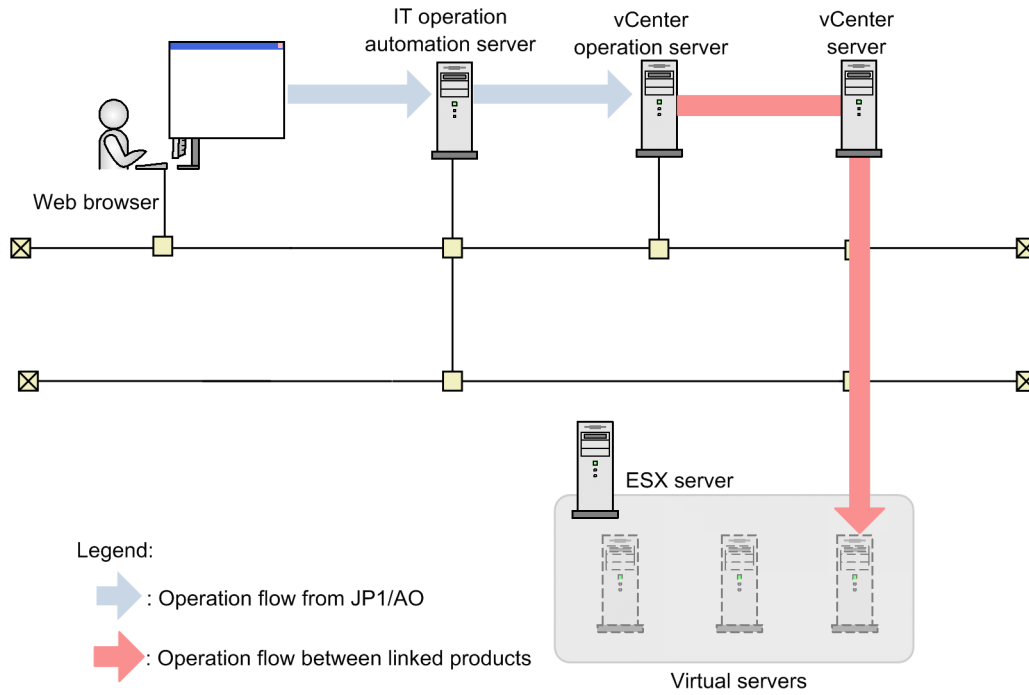 IT operation
automation server
vCenter
operation server
vCenter
server
Web browser
ESX server
Legend:
: Operation flow from JP1/AO
: Operation flow between linked products
Virtual servers